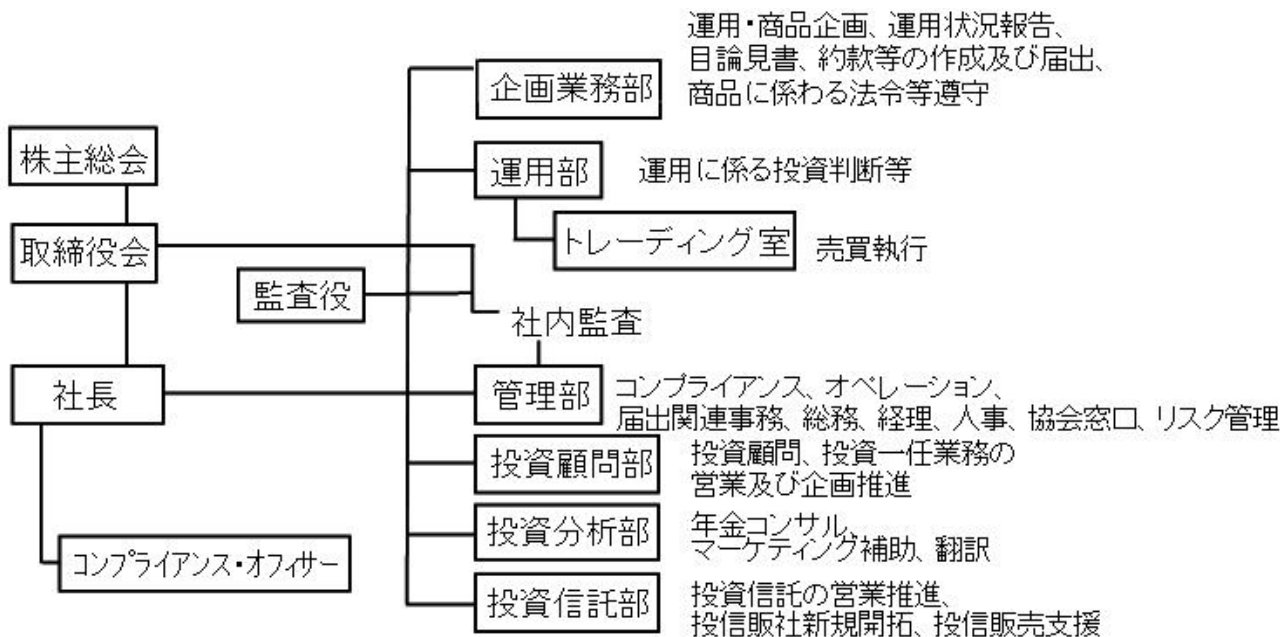 運用・商品企画、運用状況報告、
目論見書、約款等の作成及び届出、
商品に係わる法令等遵守
企画業務部
株主総会
運用部
運用に係る投資判断等
取締役会
トレーディング室
売買執行
監査役
社内監査
社長
管理部
コンプライアンス、オペレーション、
届出関連事務、総務、経理、人事、協会窓口、リスク管理
投資顧問部
投資顧問、投資一任業務の
営業及び企画推進
投資分析部
年金コンサル、
マーケティング補助、翻訳
コンプライアンス・オフィサー
投資信託部
投資信託の営業推進、
投信販社新規開拓、投信販売支援